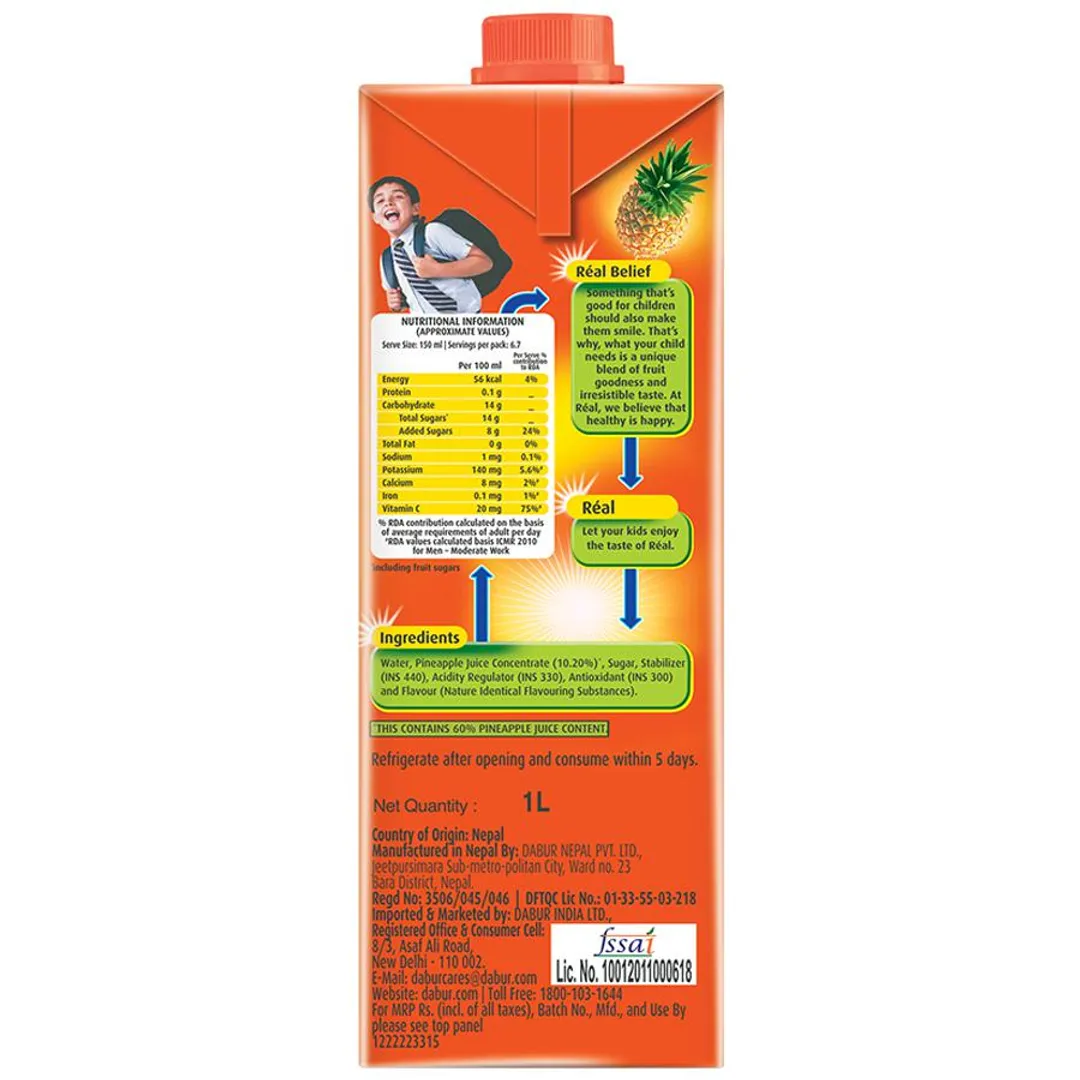 Réal Belief
Something that's
good for children
should also make
them smile. That's
why, what your child
needs is a unique
blend of fruit
goodness and
irresistible taste. At
Réal, we believe that
healthy is happy.
NUTRITIONAL INFORMATION
(APPROXIMATE VALUES)
Serve Size: 150 ml | Servings per pack: 6.7
Per 100 ml Per Serve % contribution to RDA
Energy 56 kcal 4%
Protein 0.1 g _
Carbohydrate 14 g _
Total Sugars* 14 g _
Added Sugars 8 g 24%
Total Fat 0 g 0%
Sodium 1 mg 0.1%
Potassium 140 mg 5.6%#
Calcium 8 mg 2%#
Iron 0.1 mg 1%#
Vitamin C 20 mg 75%#
% RDA contribution calculated on the basis
of average requirements of adult per day
#RDA values calculated basis ICMR 2010
for Men - Moderate Work
including fruit sugars
Réal
Let your kids enjoy
the taste of Réal.
Ingredients
Water, Pineapple Juice Concentrate (10.20%)*, Sugar, Stabilizer
(INS 440), Acidity Regulator (INS 330), Antioxidant (INS 300)
and Flavour (Nature Identical Flavouring Substances).
*THIS CONTAINS 60% PINEAPPLE JUICE CONTENT.
Refrigerate after opening and consume within 5 days.
Net Quantity : 1L
Country of Origin: Nepal
Manufactured in Nepal By: DABUR NEPAL PVT. LTD.,
Jeetpursimara Sub-metro-politan City, Ward no. 23
Bara District, Nepal.
Regd No: 3506/045/046 | DFTQC Lic No.: 01-33-55-03-218
Imported & Marketed by: DABUR INDIA LTD.,
Registered Office & Consumer Cell:
8/3, Asaf Ali Road,
New Delhi - 110 002.
E-Mail: daburcares@dabur.com
Website: dabur.com | Toll Free: 1800-103-1644
For MRP Rs. (incl. of all taxes), Batch No., Mfd., and Use By
please see top panel
1222223315
fssai
Lic. No. 10012011000618